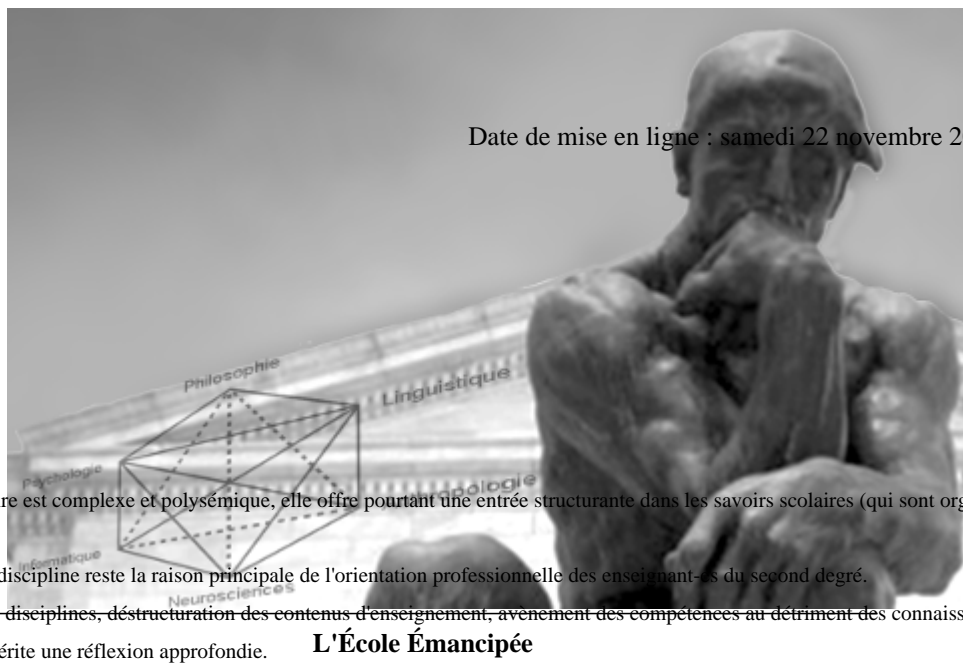 Date de mise en ligne : samedi 22 novembre 2
Philosophie
Linguistique
Psychologie
pologie
re est complexe et polysémique, elle offre pourtant une entrée structurante dans les savoirs scolaires (qui sont org
Informatique
discipline reste la raison principale de l'orientation professionnelle des enseignant-es du second degré.
Neurosciences
disciplines, déstructuration des contenus d'enseignement, avènement des compétences au détriment des connaiss
érite une réflexion approfondie.
L'École Émancipée